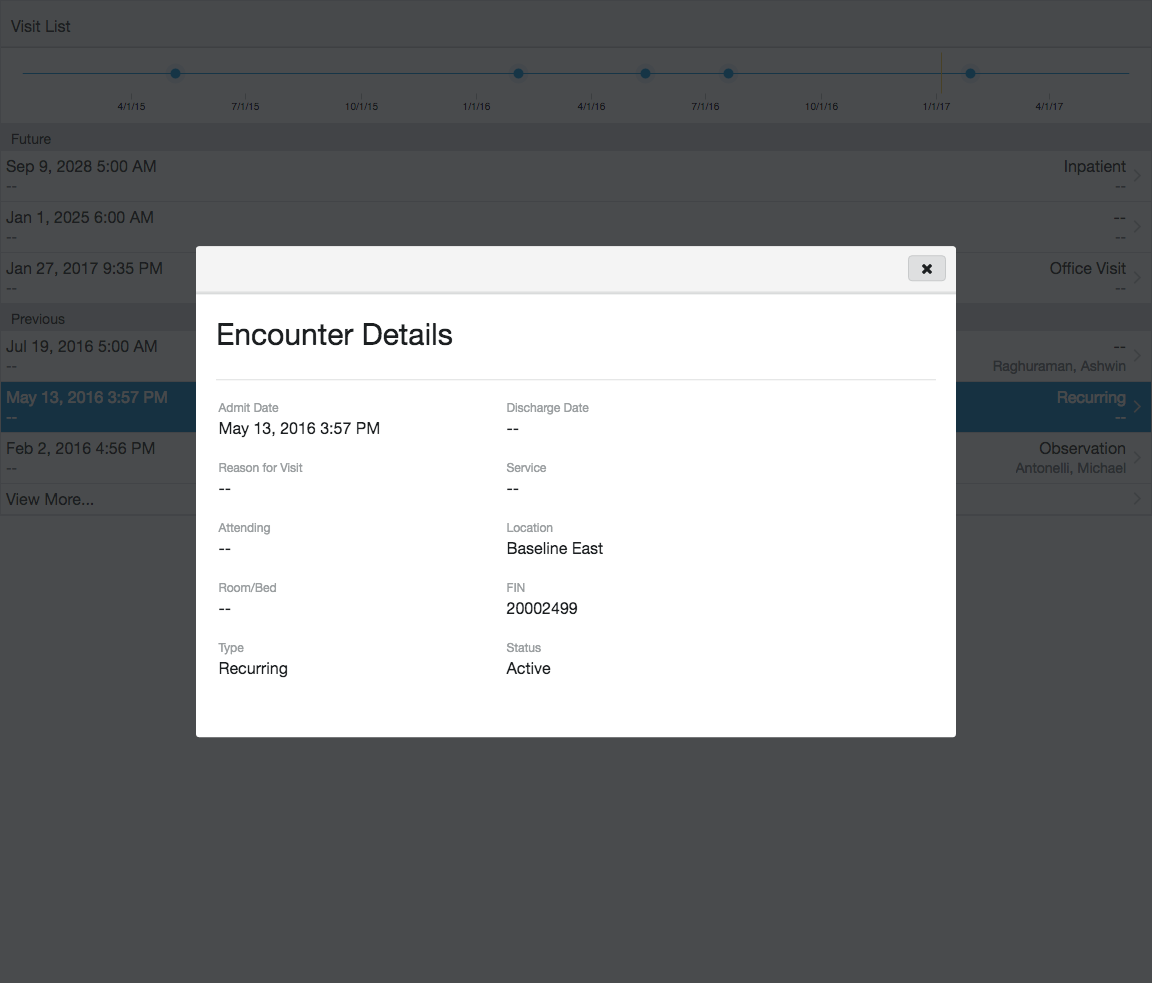 Visit List
4/1/15 7/1/15 10/1/15 1/1/16 4/1/16 7/1/16 10/1/16 1/1/17 4/1/17
Future
Sep 9, 2028 5:00 AM Inpatient
-- --
Jan 1, 2025 6:00 AM --
-- --
Jan 27, 2017 9:35 PM Office Visit
-- --
Previous
Jul 19, 2016 5:00 AM --
-- Raghuraman, Ashwin
May 13, 2016 3:57 PM Recurring
-- --
Feb 2, 2016 4:56 PM Observation
-- Antonelli, Michael
View More...
Encounter Details
Admit Date Discharge Date
May 13, 2016 3:57 PM --
Reason for Visit Service
-- --
Attending Location
-- Baseline East
Room/Bed FIN
-- 20002499
Type Status
Recurring Active